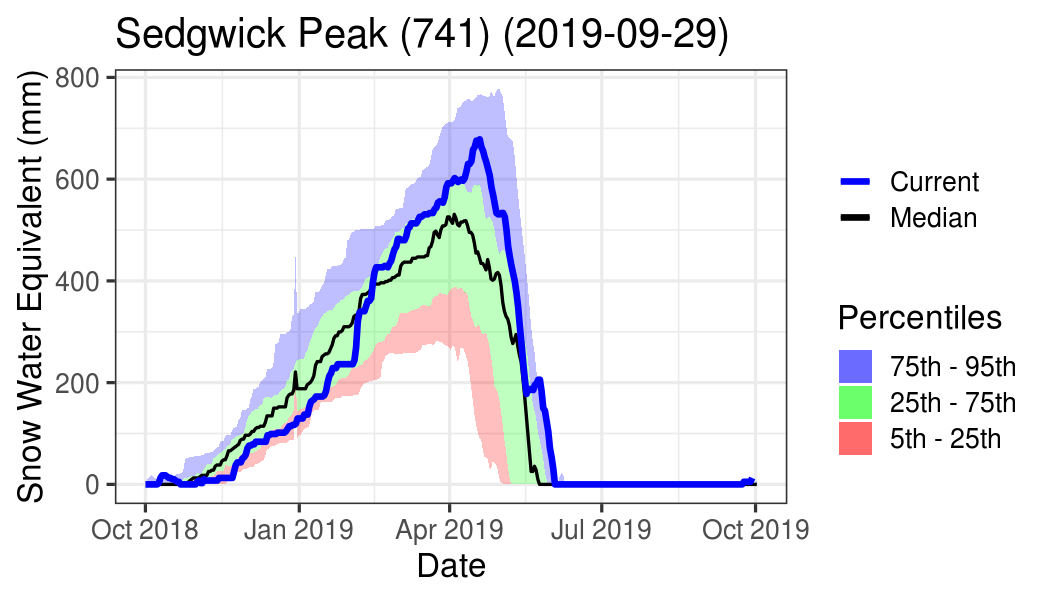 Sedgwick Peak (741) (2019-09-29)
Snow Water Equivalent (mm)
800
600
400
200
0
Oct 2018 Jan 2019 Apr 2019 Jul 2019 Oct 2019
Date
Current
Median
Percentiles
75th - 95th
25th - 75th
5th - 25th